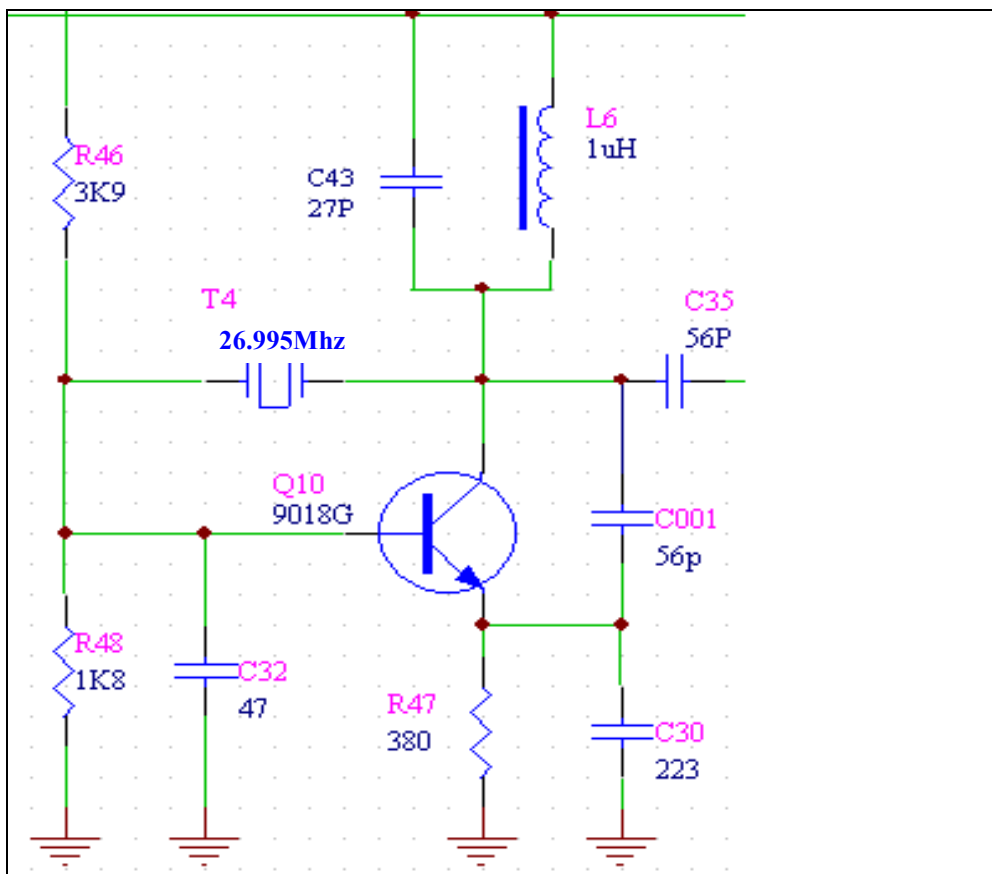 L6
1uH
R46
3K9
C43
27P
T4
26.995Mhz
C35
56P
Q10
9018G
C001
56p
R48
1K8
C32
47
R47
380
C30
223